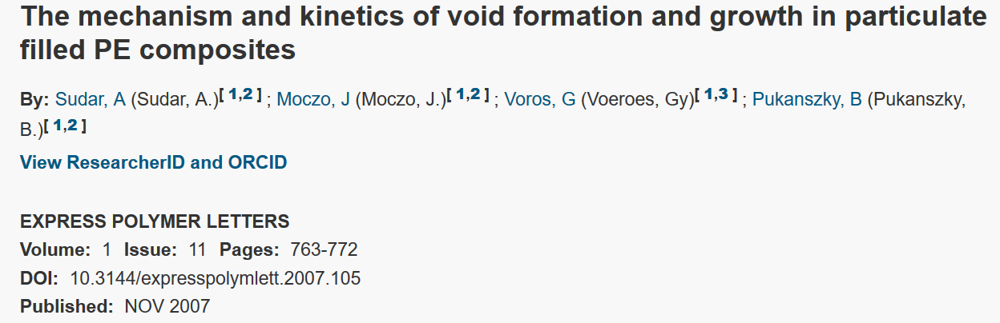 The mechanism and kinetics of void formation and growth in particulate
filled PE composites
By: Sudar, A (Sudar, A.)[ 1,2 ] ; Moczo, J (Moczo, J.)[ 1,2 ] ; Voros, G (Voeroes, Gy)[ 1,3 ] ; Pukanszky, B (Pukanszky,
B.)[ 1,2 ]
View ResearcherID and ORCID
EXPRESS POLYMER LETTERS
Volume: 1 Issue: 11 Pages: 763-772
DOI: 10.3144/expresspolymlett.2007.105
Published: NOV 2007